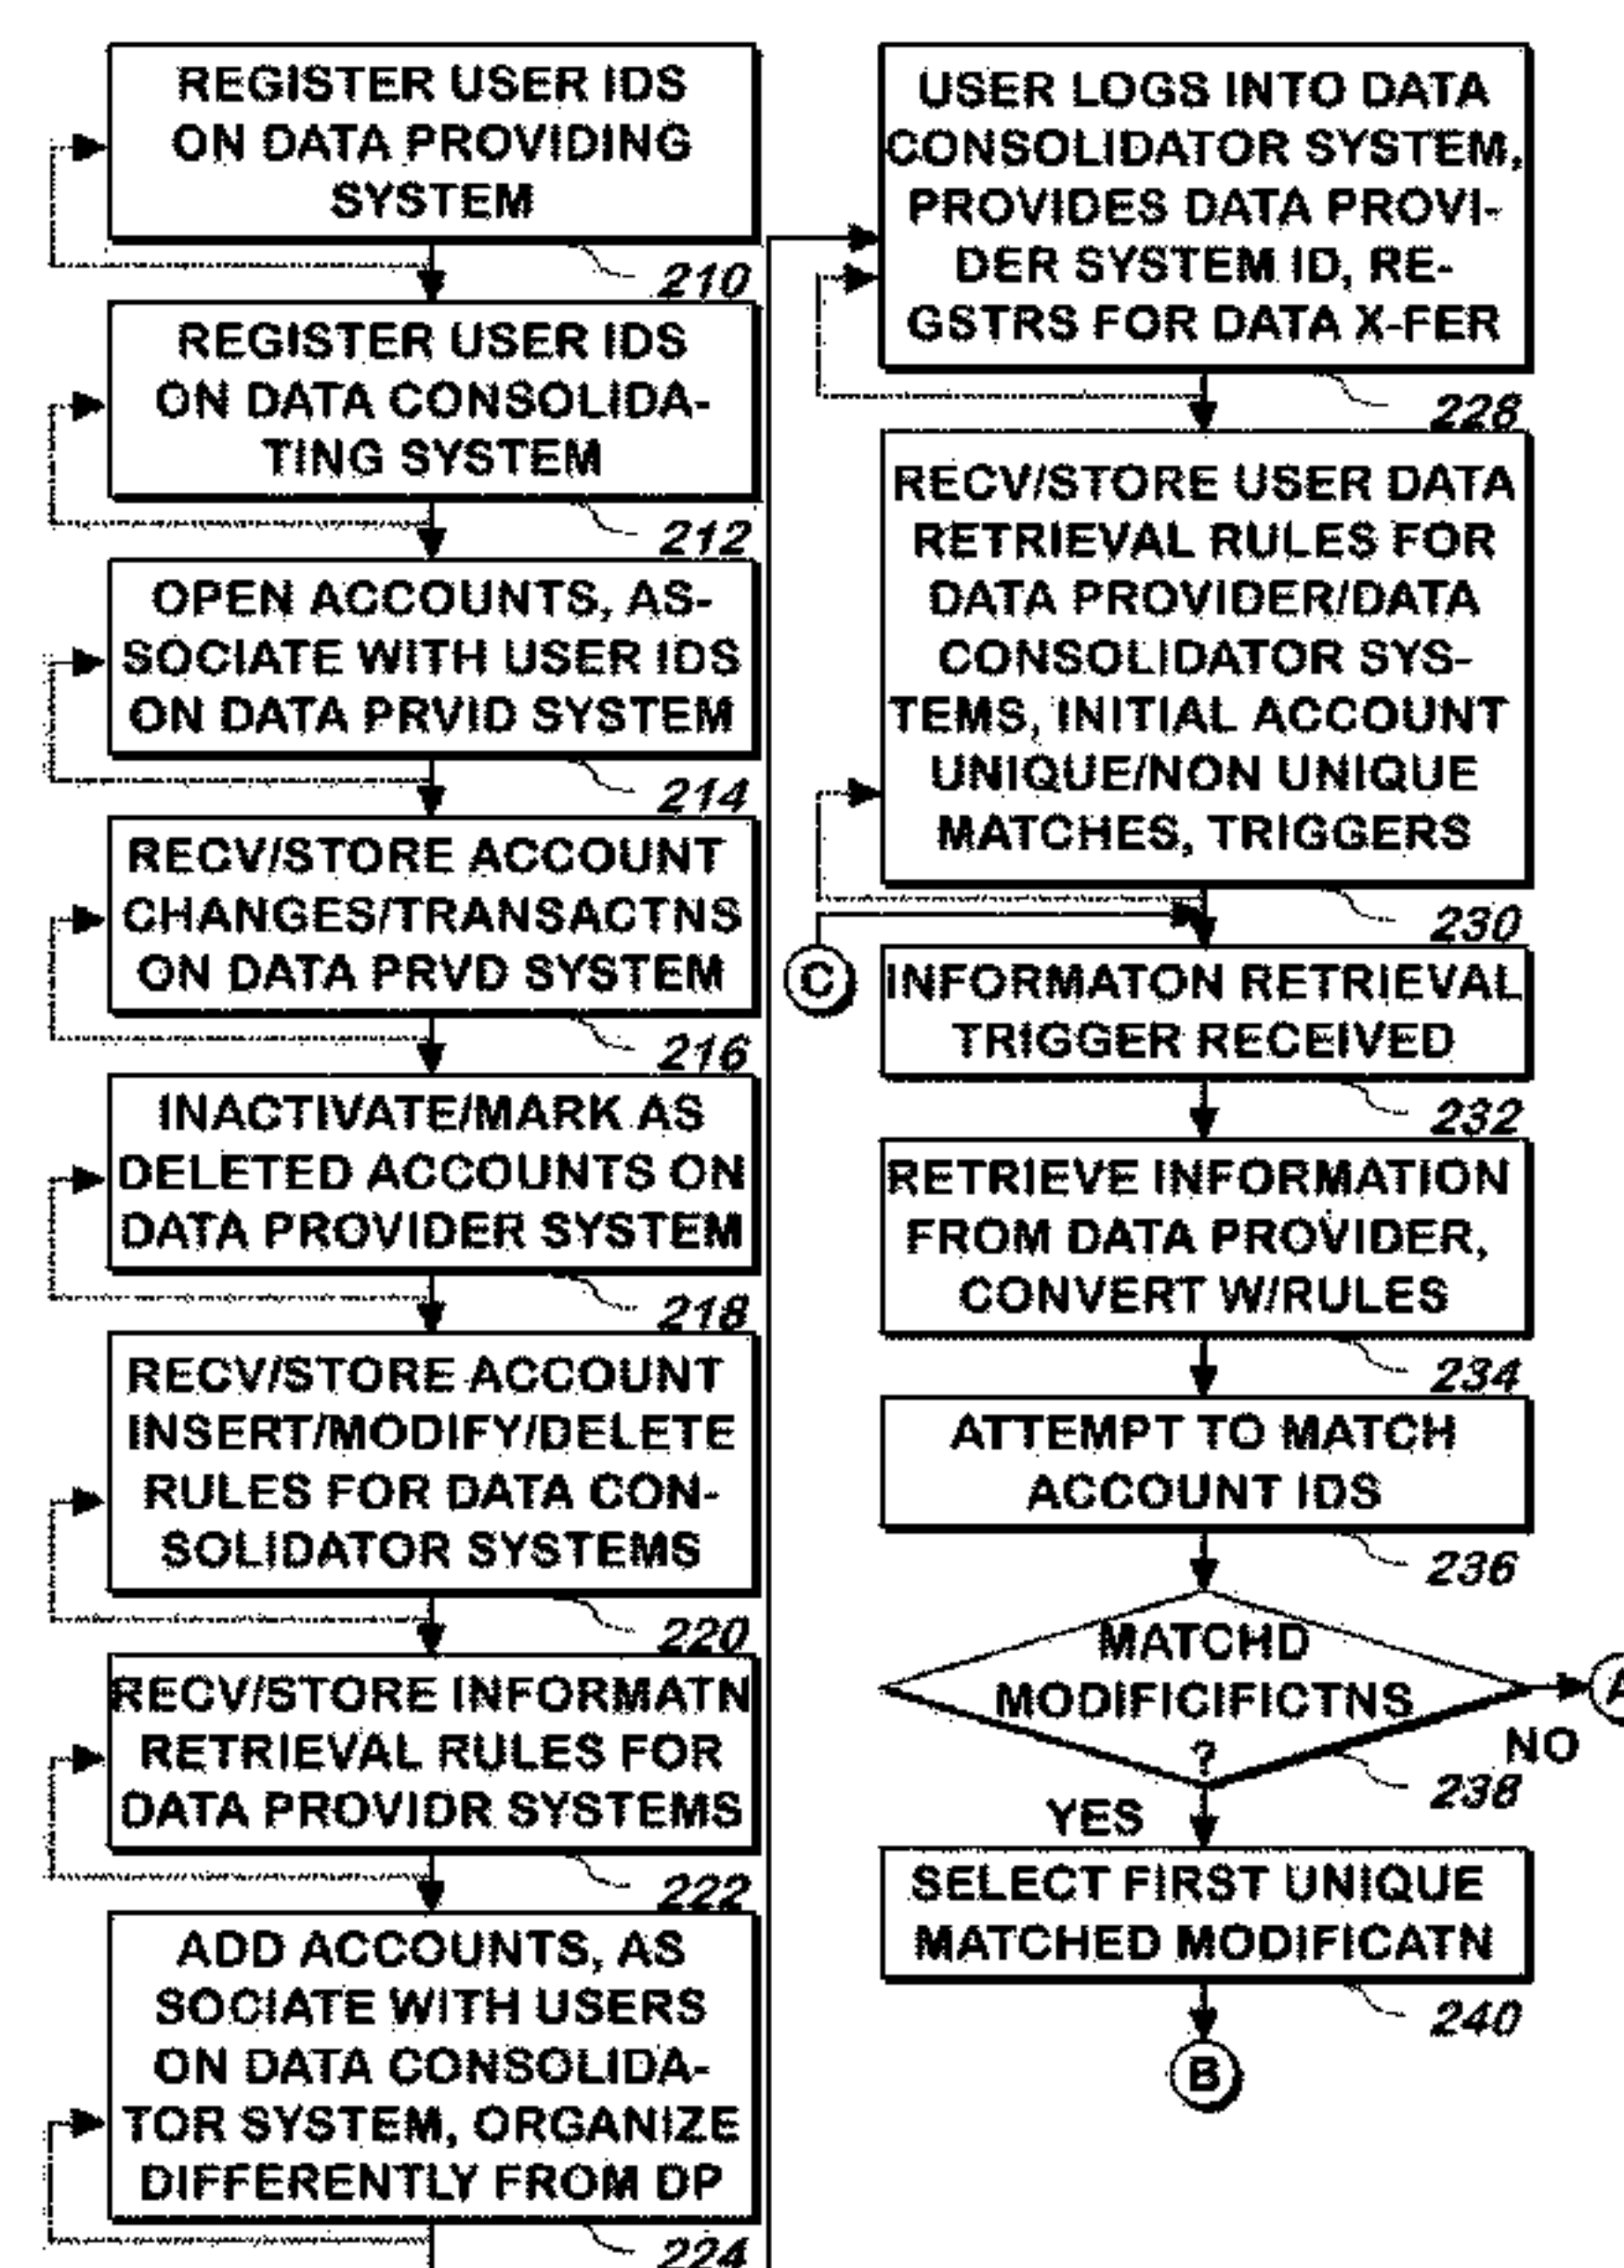 REGISTER USER IDS
ON DATA PROVIDING
SYSTEM
210
REGISTER USER IDS
ON DATA CONSOLIDA-
TING SYSTEM
212
OPEN ACCOUNTS, AS-
SOCIATE WITH USER IDS
ON DATA PRVID SYSTEM
214
RECV/STORE ACCOUNT
CHANGES/TRANSACTNS
ON DATA PRVD SYSTEM
216
INACTIVATE/MARK AS
DELETED ACCOUNTS ON
DATA PROVIDER SYSTEM
218
RECV/STORE ACCOUNT
INSERT/MODIFY/DELETE
RULES FOR DATA CON-
SOLIDATOR SYSTEMS
220
RECV/STORE INFORMATN
RETRIEVAL RULES FOR
DATA PROVIDR SYSTEMS
222
ADD ACCOUNTS, AS
SOCIATE WITH USERS
ON DATA CONSOLIDA-
TOR SYSTEM, ORGANIZE
DIFFERENTLY FROM DP
224
USER LOGS INTO DATA
CONSOLIDATOR SYSTEM,
PROVIDES DATA PROVI-
DER SYSTEM ID, RE-
GSTRS FOR DATA X-FER
228
RECV/STORE USER DATA
RETRIEVAL RULES FOR
DATA PROVIDER/DATA
CONSOLIDATOR SYS-
TEMS, INITIAL ACCOUNT
UNIQUE/NON UNIQUE
MATCHES, TRIGGERS
230
C
INFORMATON RETRIEVAL
TRIGGER RECEIVED
232
RETRIEVE INFORMATION
FROM DATA PROVIDER,
CONVERT W/RULES
234
ATTEMPT TO MATCH
ACCOUNT IDS
236
MATCHD
MODIFICIFICTNS
?
A
NO
238
YES
SELECT FIRST UNIQUE
MATCHED MODIFICATN
240
B